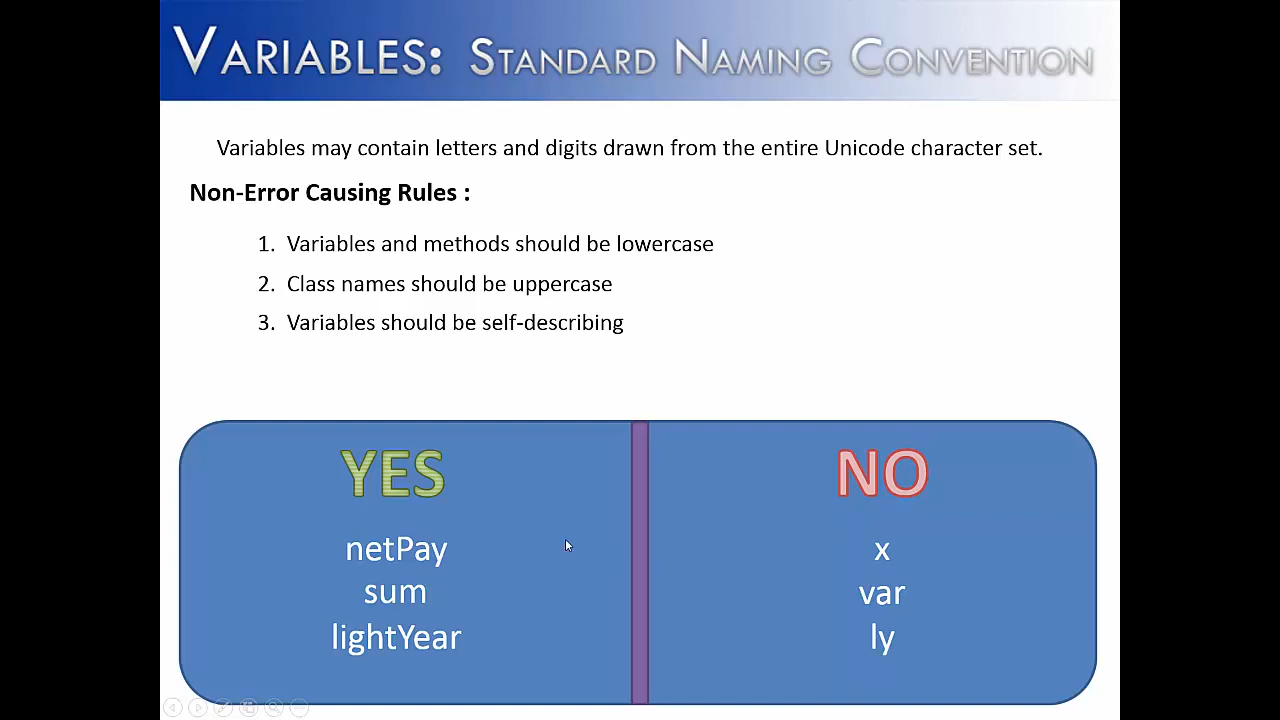 VARIABLES: STANDARD NAMING CONVENTION
Variables may contain letters and digits drawn from the entire Unicode character set.
Non-Error Causing Rules :
1. Variables and methods should be lowercase
2. Class names should be uppercase
3. Variables should be self-describing
YES
netPay
sum
lightYear
NO
x
var
ly